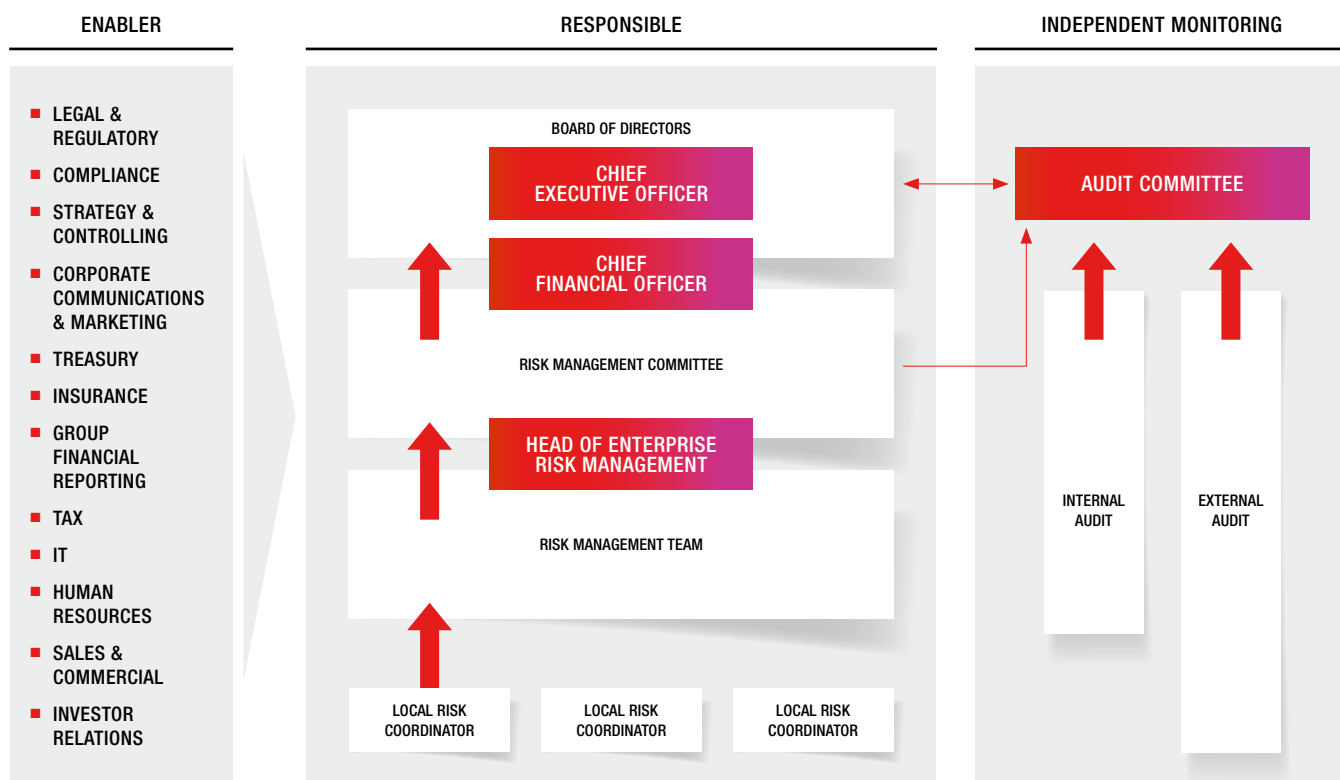 ENABLER
LEGAL &
REGULATORY
COMPLIANCE
STRATEGY &
CONTROLLING
CORPORATE
COMMUNICATIONS
& MARKETING
TREASURY
INSURANCE
GROUP
FINANCIAL
REPORTING
TAX
IT
HUMAN
RESOURCES
SALES &
COMMERCIAL
INVESTOR
RELATIONS
RESPONSIBLE
BOARD OF DIRECTORS
CHIEF
EXECUTIVE OFFICER
CHIEF
FINANCIAL OFFICER
RISK MANAGEMENT COMMITTEE
HEAD OF ENTERPRISE
RISK MANAGEMENT
RISK MANAGEMENT TEAM
LOCAL RISK
COORDINATOR
LOCAL RISK
COORDINATOR
LOCAL RISK
COORDINATOR
INDEPENDENT MONITORING
AUDIT COMMITTEE
INTERNAL
AUDIT
EXTERNAL
AUDIT